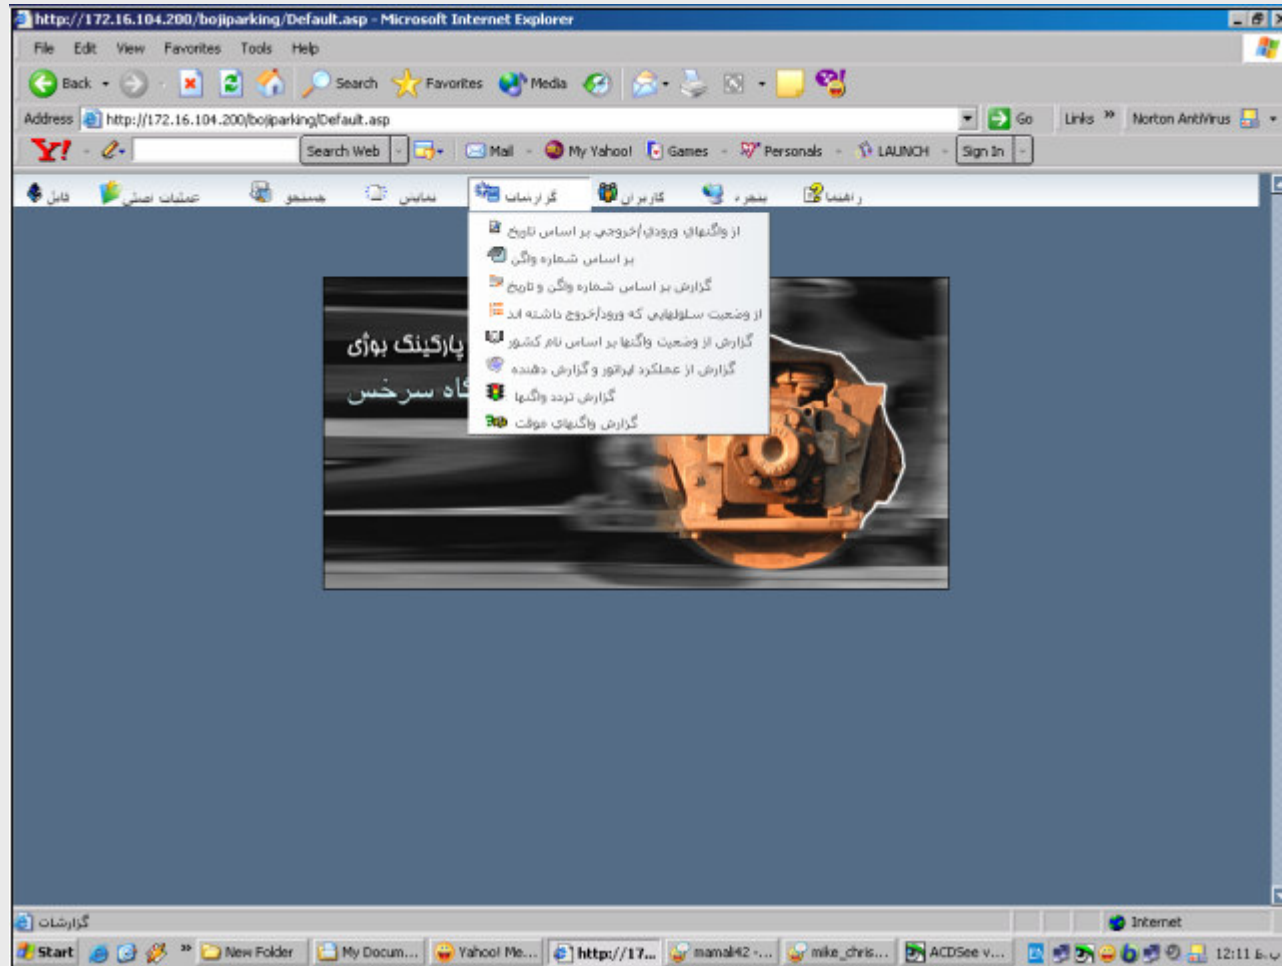 http://172.16.104.200/bojiparking/Default.asp - Microsoft Internet Explorer
File Edit View Favorites Tools Help
Back Search Favorites Media
Address http://172.16.104.200/bojiparking/Default.asp Go Links » Norton AntiVirus
Y! Search Web Mail My Yahoo! Games Personals LAUNCH Sign In
فایل عملیات اصلی جستجو نمایش گزارشات کاربران پنجره راهنما
از واگنهای ورودی/خروجی بر اساس تاریخ
بر اساس شماره واگن
گزارش بر اساس شماره واگن و تاریخ
از وضعیت سلولهایی که ورود/خروج داشته اند
گزارش از وضعیت واگنها بر اساس نام کشور
گزارش از عملکرد اپراتور و گزارش دهنده
گزارش تردد واگنها
گزارش واگنهای موقت
پارکینگ بوژی
گاه سرخس
گزارشات Internet
Start » New Folder My Docum... Yahoo! Me... http://17... mamali42 -... mike_chris... ACDSee v... 12:11 ب.ظ